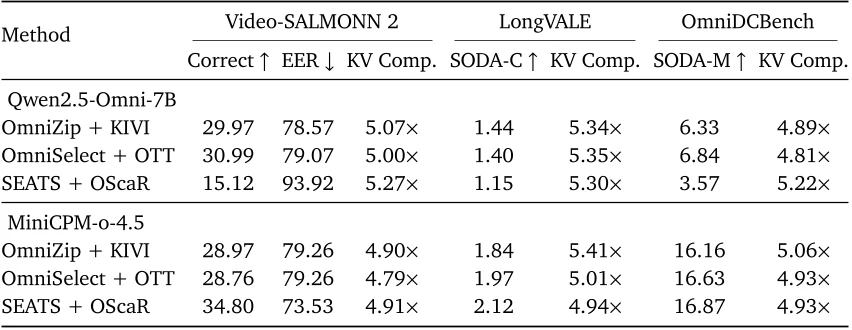 Method Video-SALMONN 2 LongVALE OmniDCBench
Correct ↑ EER ↓ KV Comp. SODA-C ↑ KV Comp. SODA-M ↑ KV Comp.
Qwen2.5-Omni-7B
OmniZip + KIVI 29.97 78.57 5.07× 1.44 5.34× 6.33 4.89×
OmniSelect + OTT 30.99 79.07 5.00× 1.40 5.35× 6.84 4.81×
SEATS + OScaR 15.12 93.92 5.27× 1.15 5.30× 3.57 5.22×
MiniCPM-o-4.5
OmniZip + KIVI 28.97 79.26 4.90× 1.84 5.41× 16.16 5.06×
OmniSelect + OTT 28.76 79.26 4.79× 1.97 5.01× 16.63 4.93×
SEATS + OScaR 34.80 73.53 4.91× 2.12 4.94× 16.87 4.93×